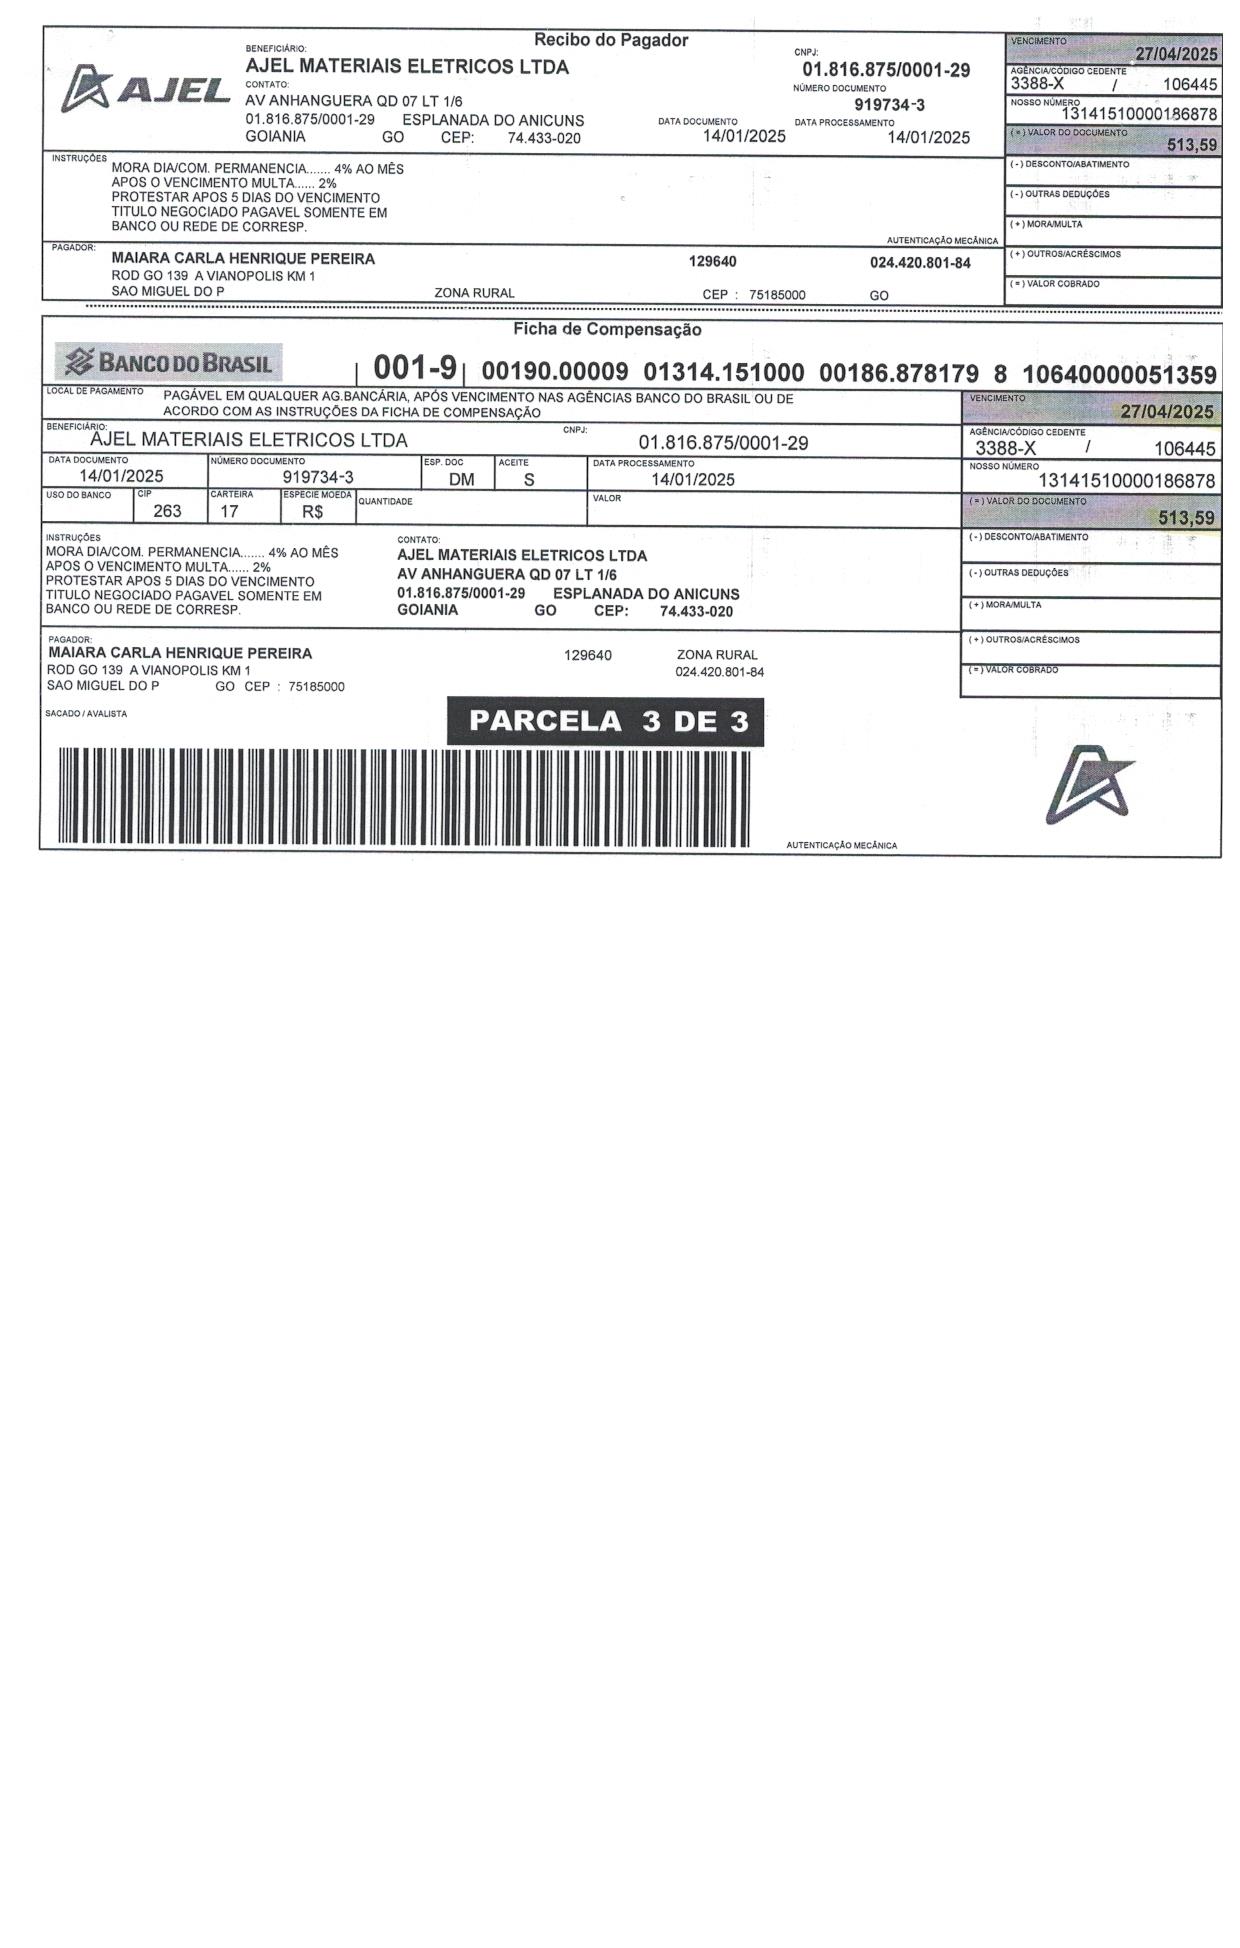 Recibo do Pagador
AJEL
BENEFICIÁRIO:
AJEL MATERIAIS ELETRICOS LTDA
CONTATO:
AV ANHANGUERA QD 07 LT 1/6
01.816.875/0001-29 ESPLANADA DO ANICUNS
GOIANIA GO CEP: 74.433-020
CNPJ:
01.816.875/0001-29
NÚMERO DOCUMENTO
919734-3
DATA DOCUMENTO DATA PROCESSAMENTO
14/01/2025 14/01/2025
VENCIMENTO
27/04/2025
AGÊNCIA/CÓDIGO CEDENTE
3388-X / 106445
NOSSO NÚMERO
13141510000186878
( = ) VALOR DO DOCUMENTO
513,59
INSTRUÇÕES
MORA DIA/COM. PERMANENCIA....... 4% AO MÊS
APOS O VENCIMENTO MULTA...... 2%
PROTESTAR APOS 5 DIAS DO VENCIMENTO
TITULO NEGOCIADO PAGAVEL SOMENTE EM
BANCO OU REDE DE CORRESP.
AUTENTICAÇÃO MECÂNICA
( - ) DESCONTO/ABATIMENTO
( - ) OUTRAS DEDUÇÕES
( + ) MORA/MULTA
( + ) OUTROS/ACRÉSCIMOS
( = ) VALOR COBRADO
PAGADOR:
MAIARA CARLA HENRIQUE PEREIRA 129640 024.420.801-84
ROD GO 139 A VIANOPOLIS KM 1
SAO MIGUEL DO P ZONA RURAL CEP : 75185000 GO
Ficha de Compensação
BANCO DO BRASIL 001-9 00190.00009 01314.151000 00186.878179 8 10640000051359
LOCAL DE PAGAMENTO
PAGÁVEL EM QUALQUER AG.BANCÁRIA, APÓS VENCIMENTO NAS AGÊNCIAS BANCO DO BRASIL OU DE
ACORDO COM AS INSTRUÇÕES DA FICHA DE COMPENSAÇÃO
VENCIMENTO
27/04/2025
BENEFICIÁRIO:
AJEL MATERIAIS ELETRICOS LTDA
CNPJ:
01.816.875/0001-29
AGÊNCIA/CÓDIGO CEDENTE
3388-X / 106445
DATA DOCUMENTO NÚMERO DOCUMENTO ESP. DOC ACEITE DATA PROCESSAMENTO
14/01/2025 919734-3 DM S 14/01/2025
NOSSO NÚMERO
13141510000186878
USO DO BANCO CIP CARTEIRA ESPECIE MOEDA QUANTIDADE VALOR
263 17 R$
( = ) VALOR DO DOCUMENTO
513,59
INSTRUÇÕES
MORA DIA/COM. PERMANENCIA....... 4% AO MÊS
APOS O VENCIMENTO MULTA...... 2%
PROTESTAR APOS 5 DIAS DO VENCIMENTO
TITULO NEGOCIADO PAGAVEL SOMENTE EM
BANCO OU REDE DE CORRESP.
CONTATO:
AJEL MATERIAIS ELETRICOS LTDA
AV ANHANGUERA QD 07 LT 1/6
01.816.875/0001-29 ESPLANADA DO ANICUNS
GOIANIA GO CEP: 74.433-020
( - ) DESCONTO/ABATIMENTO
( - ) OUTRAS DEDUÇÕES
( + ) MORA/MULTA
( + ) OUTROS/ACRÉSCIMOS
( = ) VALOR COBRADO
PAGADOR:
MAIARA CARLA HENRIQUE PEREIRA 129640 ZONA RURAL
ROD GO 139 A VIANOPOLIS KM 1 024.420.801-84
SAO MIGUEL DO P GO CEP : 75185000
SACADO / AVALISTA
PARCELA 3 DE 3
AUTENTICAÇÃO MECÂNICA